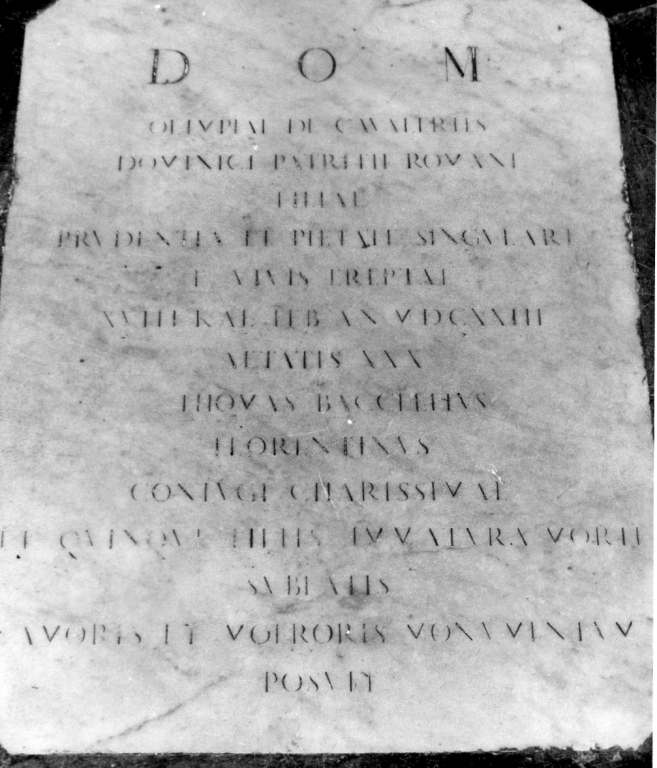 D O M
OLIMPIAE DE CAVALERIIS
DOMINICI PATRITII ROMANI
FILIAE
PRVDENTIA ET PIETATE SINGVLARI
E VIVIS EREPTAE
XVIII KAL FEB AN MDCXXIII
AETATIS XXX
THOMAS BACCELLIVS
FLORENTINVS
CONIVGI CHARISSIMAE
ET QVINQVE FILIIS IMMATVRA MORTE
SVBLATIS
AMORIS ET MOERORIS MONVMENTVM
POSVIT